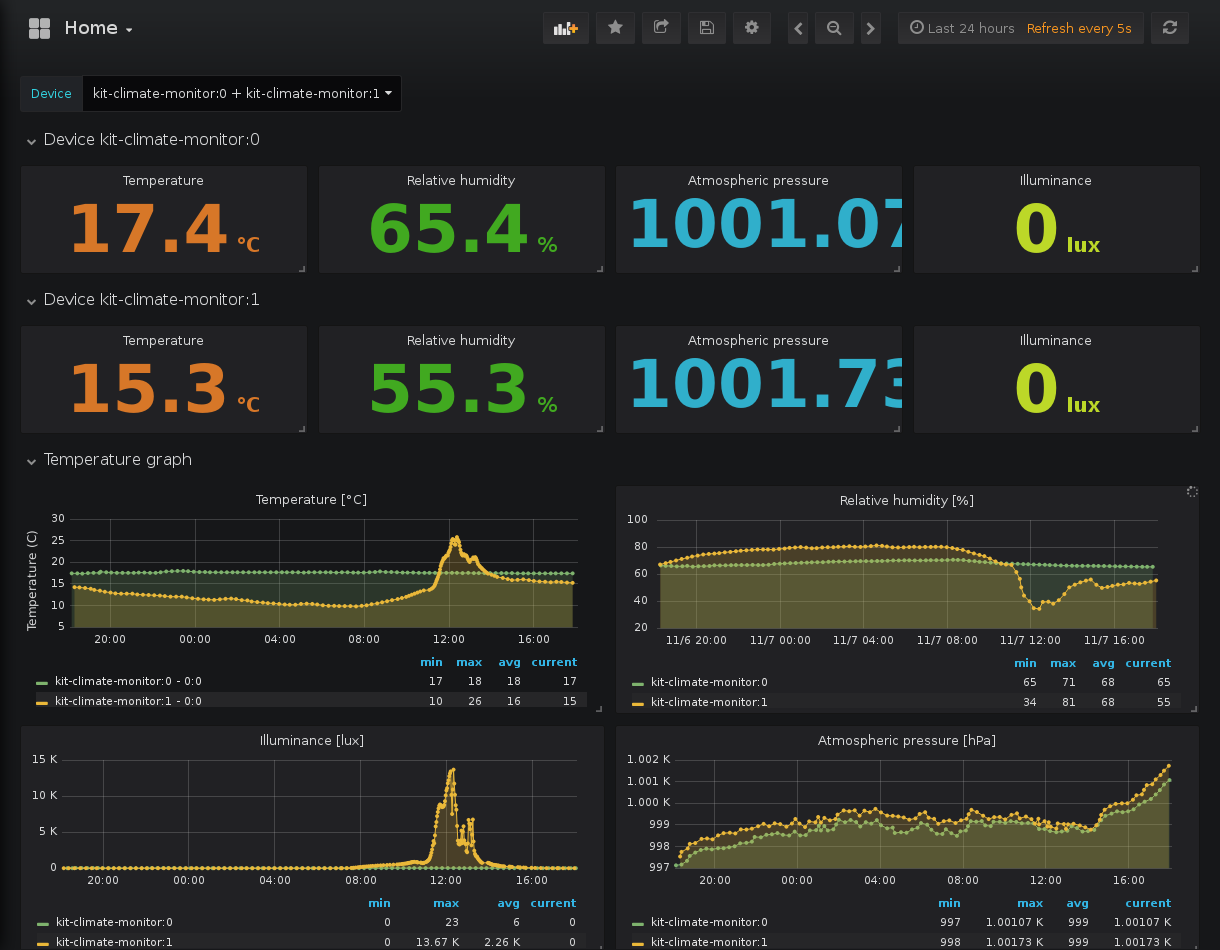 Home
Last 24 hours Refresh every 5s
Device kit-climate-monitor:0 + kit-climate-monitor:1
Device kit-climate-monitor:0
Temperature Relative humidity Atmospheric pressure Illuminance
17.4 °C 65.4 % 1001.07 0 lux
Device kit-climate-monitor:1
Temperature Relative humidity Atmospheric pressure Illuminance
15.3 °C 55.3 % 1001.73 0 lux
Temperature graph
Temperature [°C]
Temperature (C)
30
25
20
15
10
5
20:00 00:00 04:00 08:00 12:00 16:00
min max avg current
kit-climate-monitor:0 - 0:0 17 18 18 17
kit-climate-monitor:1 - 0:0 10 26 16 15
Relative humidity [%]
100
80
60
40
20
11/6 20:00 11/7 00:00 11/7 04:00 11/7 08:00 11/7 12:00 11/7 16:00
min max avg current
kit-climate-monitor:0 65 71 68 65
kit-climate-monitor:1 34 81 68 55
Illuminance [lux]
15 K
10 K
5 K
0
20:00 00:00 04:00 08:00 12:00 16:00
min max avg current
kit-climate-monitor:0 0 23 6 0
kit-climate-monitor:1 0 13.67 K 2.26 K 0
Atmospheric pressure [hPa]
1.002 K
1.001 K
1.000 K
999
998
997
20:00 00:00 04:00 08:00 12:00 16:00
min max avg current
kit-climate-monitor:0 997 1.00107 K 999 1.00107 K
kit-climate-monitor:1 998 1.00173 K 999 1.00173 K